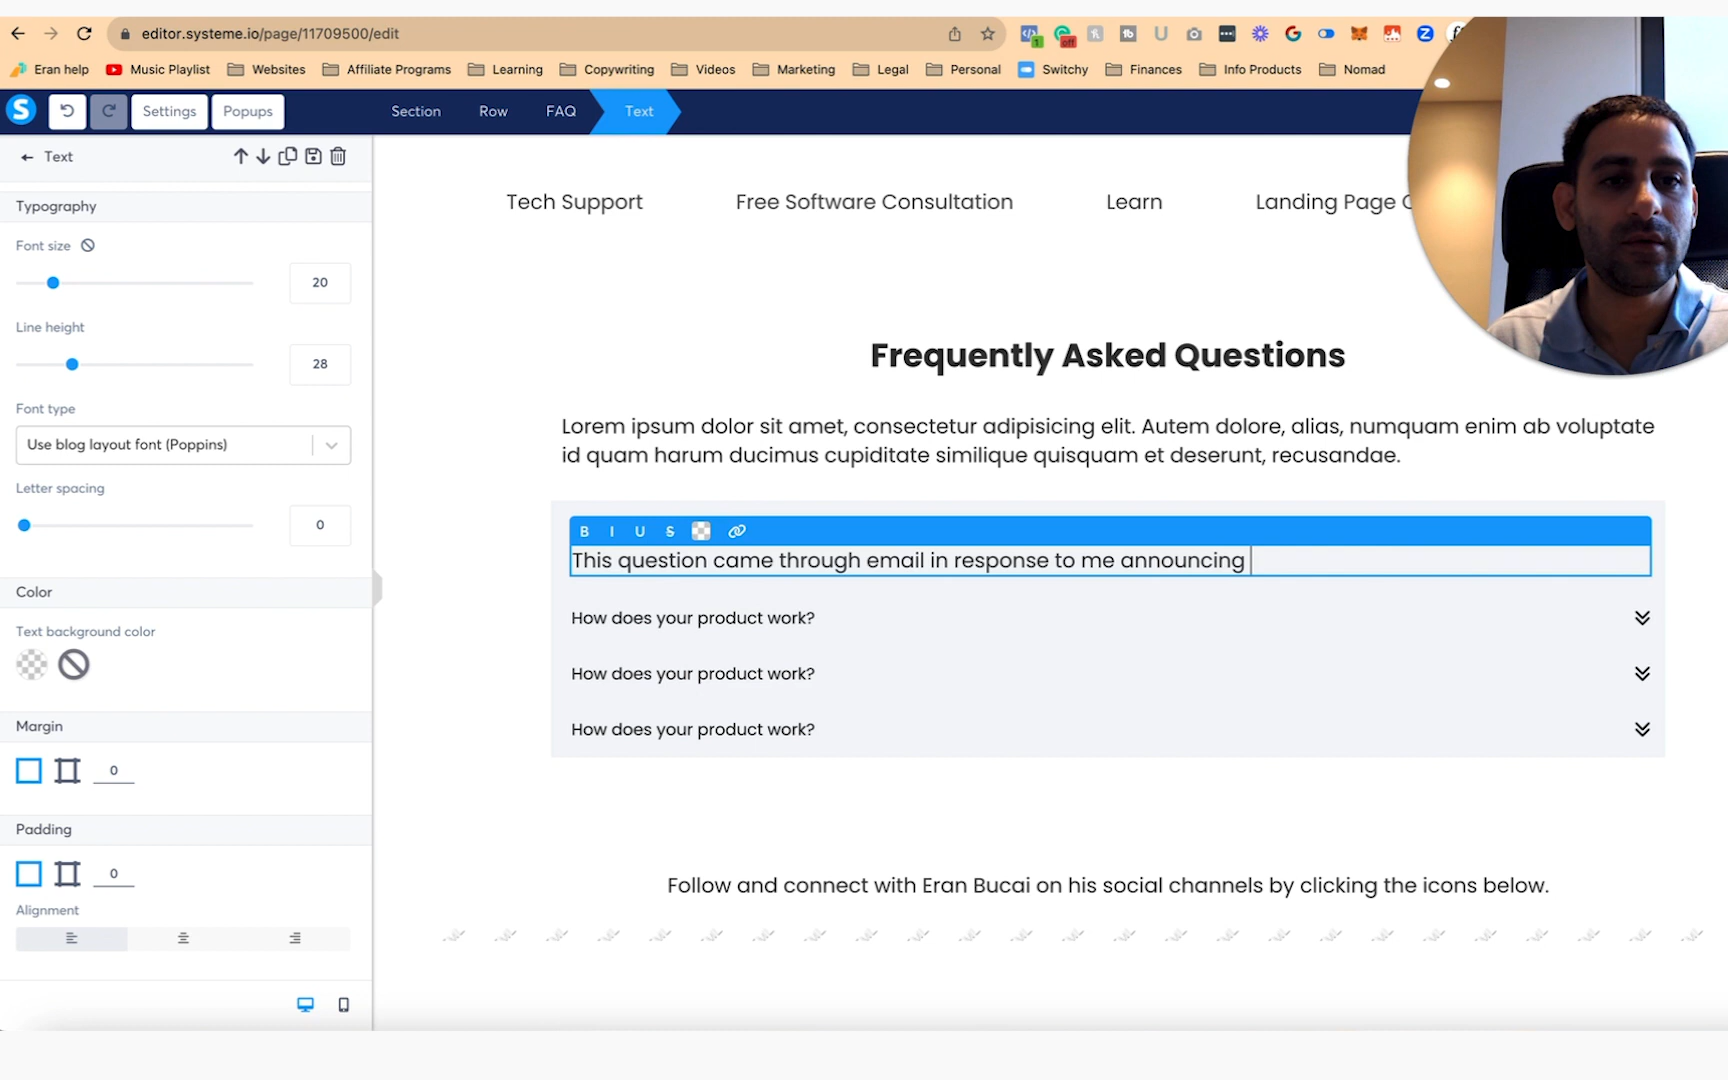 editor.systeme.io/page/11709500/edit
1
off
Eran help
Music Playlist
Websites
Affiliate Programs
Learning
Copywriting
Videos
Marketing
Legal
Personal
Switchy
Finances
Info Products
Nomad
S
Settings
Popups
Section
Row
FAQ
Text
Text
Typography
Font size
20
Line height
28
Font type
Use blog layout font (Poppins)
Letter spacing
0
Color
Text background color
Margin
0
Padding
0
Alignment
Tech Support
Free Software Consultation
Learn
Landing Page
Frequently Asked Questions
Lorem ipsum dolor sit amet, consectetur adipisicing elit. Autem dolore, alias, numquam enim ab voluptate
id quam harum ducimus cupiditate similique quisquam et deserunt, recusandae.
B I U S
This question came through email in response to me announcing
How does your product work?
How does your product work?
How does your product work?
Follow and connect with Eran Bucai on his social channels by clicking the icons below.